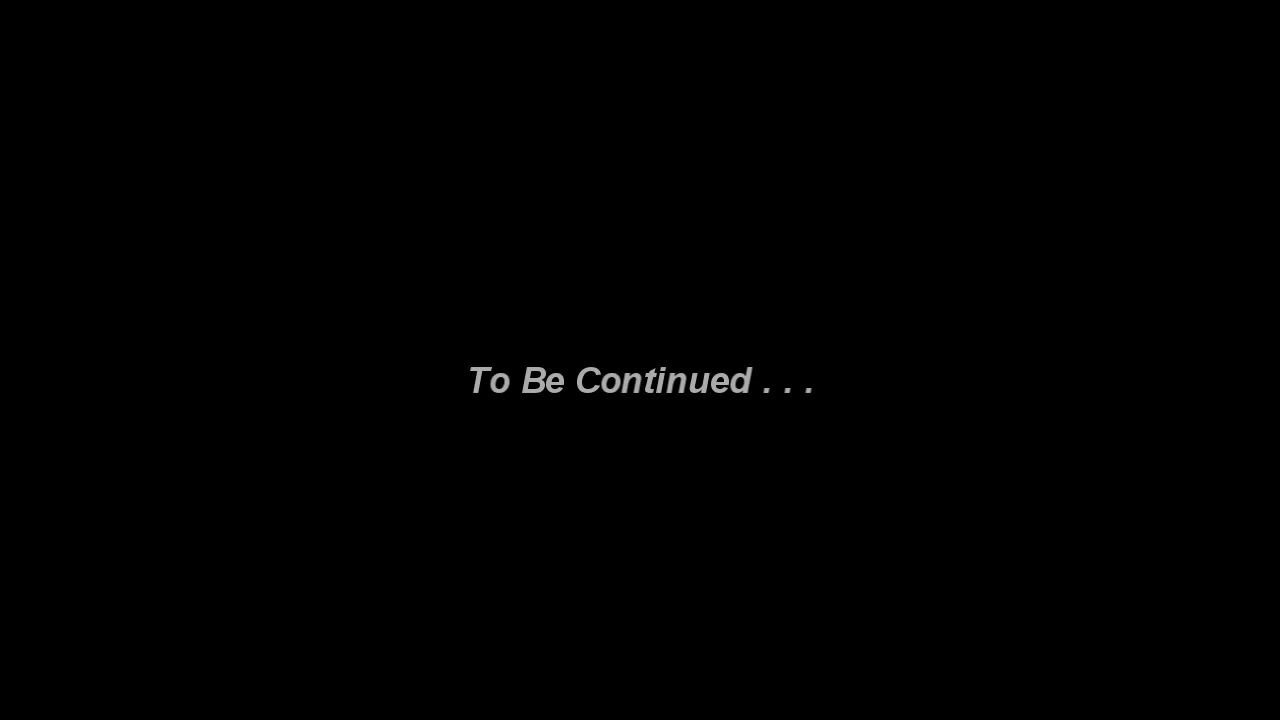 To Be Continued . . .